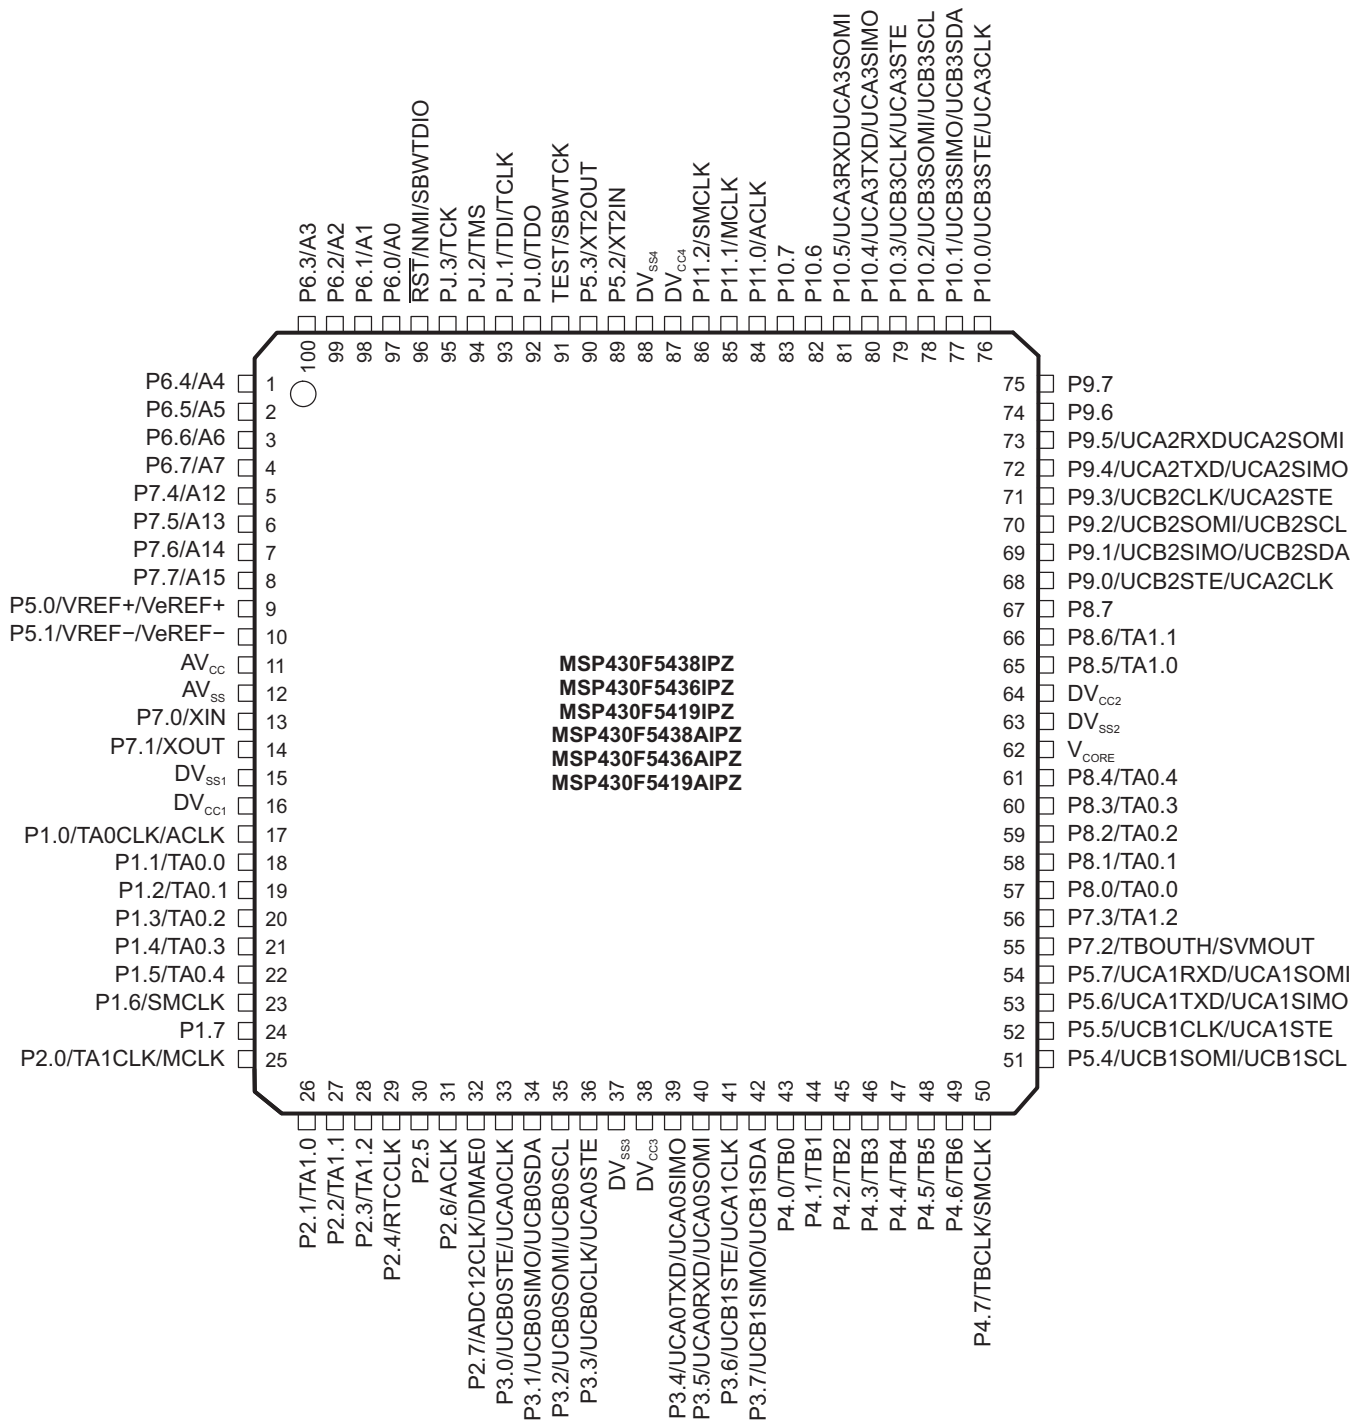 P6.3/A3
P6.2/A2
P6.1/A1
P6.0/A0
RST/NMI/SBWTDIO
PJ.3/TCK
PJ.2/TMS
PJ.1/TDI/TCLK
PJ.0/TDO
TEST/SBWTCK
P5.3/XT2OUT
P5.2/XT2IN
DVSS4
DVCC4
P11.2/SMCLK
P11.1/MCLK
P11.0/ACLK
P10.7
P10.6
P10.5/UCA3RXDUCA3SOMI
P10.4/UCA3TXD/UCA3SIMO
P10.3/UCB3CLK/UCA3STE
P10.2/UCB3SOMI/UCB3SCL
P10.1/UCB3SIMO/UCB3SDA
P10.0/UCB3STE/UCA3CLK
100
99
98
97
96
95
94
93
92
91
90
89
88
87
86
85
84
83
82
81
80
79
78
77
76
P6.4/A4 1
P6.5/A5 2
P6.6/A6 3
P6.7/A7 4
P7.4/A12 5
P7.5/A13 6
P7.6/A14 7
P7.7/A15 8
P5.0/VREF+/VeREF+ 9
P5.1/VREF−/VeREF− 10
AVCC 11
AVSS 12
P7.0/XIN 13
P7.1/XOUT 14
DVSS1 15
DVCC1 16
P1.0/TA0CLK/ACLK 17
P1.1/TA0.0 18
P1.2/TA0.1 19
P1.3/TA0.2 20
P1.4/TA0.3 21
P1.5/TA0.4 22
P1.6/SMCLK 23
P1.7 24
P2.0/TA1CLK/MCLK 25
MSP430F5438IPZ
MSP430F5436IPZ
MSP430F5419IPZ
MSP430F5438AIPZ
MSP430F5436AIPZ
MSP430F5419AIPZ
75 P9.7
74 P9.6
73 P9.5/UCA2RXDUCA2SOMI
72 P9.4/UCA2TXD/UCA2SIMO
71 P9.3/UCB2CLK/UCA2STE
70 P9.2/UCB2SOMI/UCB2SCL
69 P9.1/UCB2SIMO/UCB2SDA
68 P9.0/UCB2STE/UCA2CLK
67 P8.7
66 P8.6/TA1.1
65 P8.5/TA1.0
64 DVCC2
63 DVSS2
62 VCORE
61 P8.4/TA0.4
60 P8.3/TA0.3
59 P8.2/TA0.2
58 P8.1/TA0.1
57 P8.0/TA0.0
56 P7.3/TA1.2
55 P7.2/TBOUTH/SVMOUT
54 P5.7/UCA1RXD/UCA1SOMI
53 P5.6/UCA1TXD/UCA1SIMO
52 P5.5/UCB1CLK/UCA1STE
51 P5.4/UCB1SOMI/UCB1SCL
26
27
28
29
30
31
32
33
34
35
36
37
38
39
40
41
42
43
44
45
46
47
48
49
50
P2.1/TA1.0
P2.2/TA1.1
P2.3/TA1.2
P2.4/RTCCLK
P2.5
P2.6/ACLK
P2.7/ADC12CLK/DMAE0
P3.0/UCB0STE/UCA0CLK
P3.1/UCB0SIMO/UCB0SDA
P3.2/UCB0SOMI/UCB0SCL
P3.3/UCB0CLK/UCA0STE
DVSS3
DVCC3
P3.4/UCA0TXD/UCA0SIMO
P3.5/UCA0RXD/UCA0SOMI
P3.6/UCB1STE/UCA1CLK
P3.7/UCB1SIMO/UCB1SDA
P4.0/TB0
P4.1/TB1
P4.2/TB2
P4.3/TB3
P4.4/TB4
P4.5/TB5
P4.6/TB6
P4.7/TBCLK/SMCLK